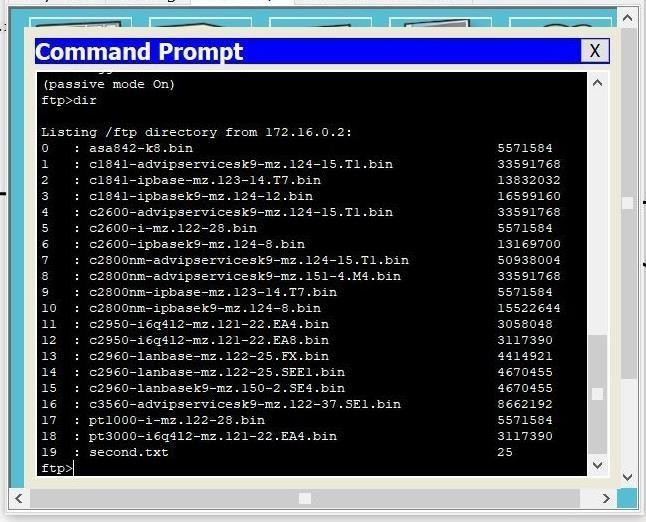 Command Prompt X
(passive mode On)
ftp>dir
Listing /ftp directory from 172.16.0.2:
0 : asa842-k8.bin 5571584
1 : c1841-advipservicesk9-mz.124-15.T1.bin 33591768
2 : c1841-ipbase-mz.123-14.T7.bin 13832032
3 : c1841-ipbasek9-mz.124-12.bin 16599160
4 : c2600-advipservicesk9-mz.124-15.T1.bin 33591768
5 : c2600-i-mz.122-28.bin 5571584
6 : c2600-ipbasek9-mz.124-8.bin 13169700
7 : c2800nm-advipservicesk9-mz.124-15.T1.bin 50938004
8 : c2800nm-advipservicesk9-mz.151-4.M4.bin 33591768
9 : c2800nm-ipbase-mz.123-14.T7.bin 5571584
10 : c2800nm-ipbasek9-mz.124-8.bin 15522644
11 : c2950-i6q4l2-mz.121-22.EA4.bin 3058048
12 : c2950-i6q4l2-mz.121-22.EA8.bin 3117390
13 : c2960-lanbase-mz.122-25.FX.bin 4414921
14 : c2960-lanbase-mz.122-25.SEE1.bin 4670455
15 : c2960-lanbasek9-mz.150-2.SE4.bin 4670455
16 : c3560-advipservicesk9-mz.122-37.SE1.bin 8662192
17 : pt1000-i-mz.122-28.bin 5571584
18 : pt3000-i6q4l2-mz.121-22.EA4.bin 3117390
19 : second.txt 25
ftp>